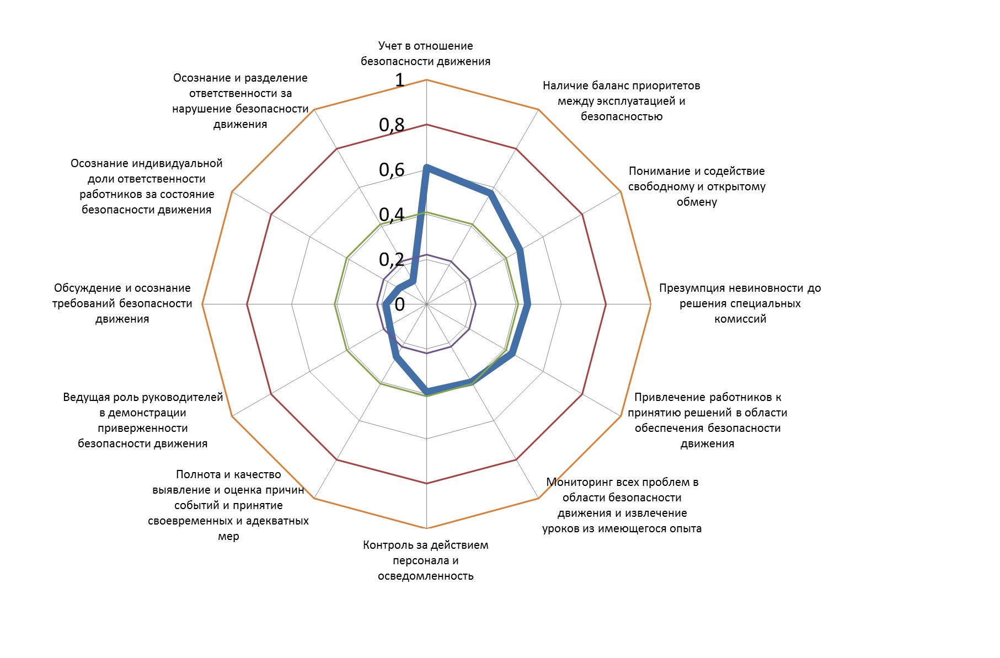 Учет в отношение
безопасности движения
Наличие баланс приоритетов
между эксплуатацией и
безопасностью
Понимание и содействие
свободному и открытому
обмену
Презумпция невиновности до
решения специальных
комиссий
Привлечение работников к
принятию решений в области
обеспечения безопасности
движения
Мониторинг всех проблем в
области безопасности
движения и извлечение
уроков из имеющегося опыта
Контроль за действием
персонала и
осведомленность
Полнота и качество
выявление и оценка причин
событий и принятие
своевременных и адекватных
мер
Ведущая роль руководителей
в демонстрации
приверженности
безопасности движения
Обсуждение и осознание
требований безопасности
движения
Осознание индивидуальной
доли ответственности
работников за состояние
безопасности движения
Осознание и разделение
ответственности за
нарушение безопасности
движения
1
0,8
0,6
0,4
0,2
0